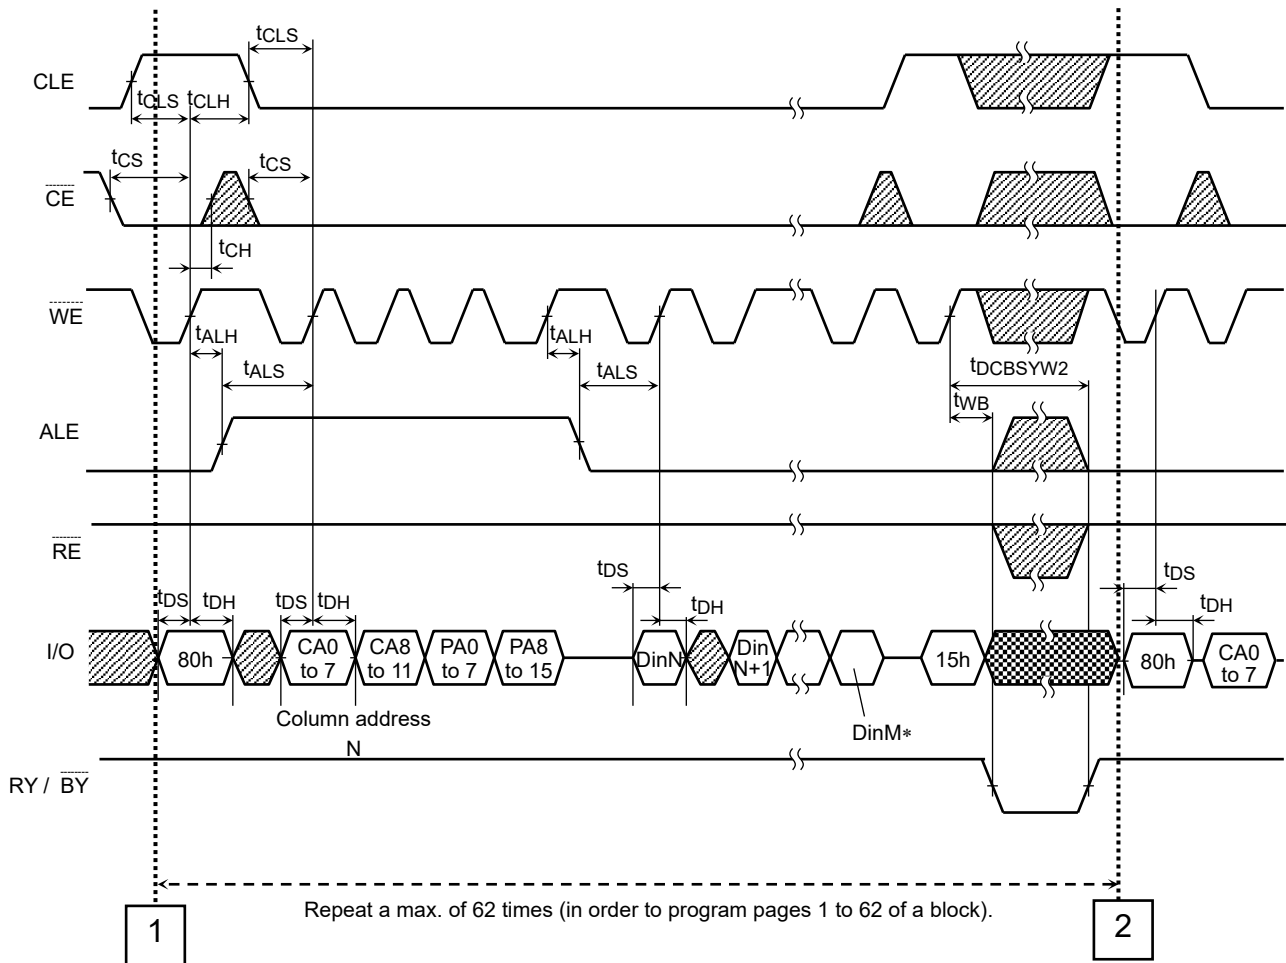 tCLS
CLE
tCLS
tCLH
tCS
tCS
CE
tCH
WE
tALH
tALH
tALS
tALS
tDCBSYW2
tWB
ALE
RE
tDS
tDH
tDS
tDH
tDS
tDH
tDS
tDH
I/O
80h
CA0
to 7
CA8
to 11
PA0
to 7
PA8
to 15
DinN
Din
N+1
15h
80h
CA0
to 7
Column address
N
DinM*
RY / BY
Repeat a max. of 62 times (in order to program pages 1 to 62 of a block).
1
2